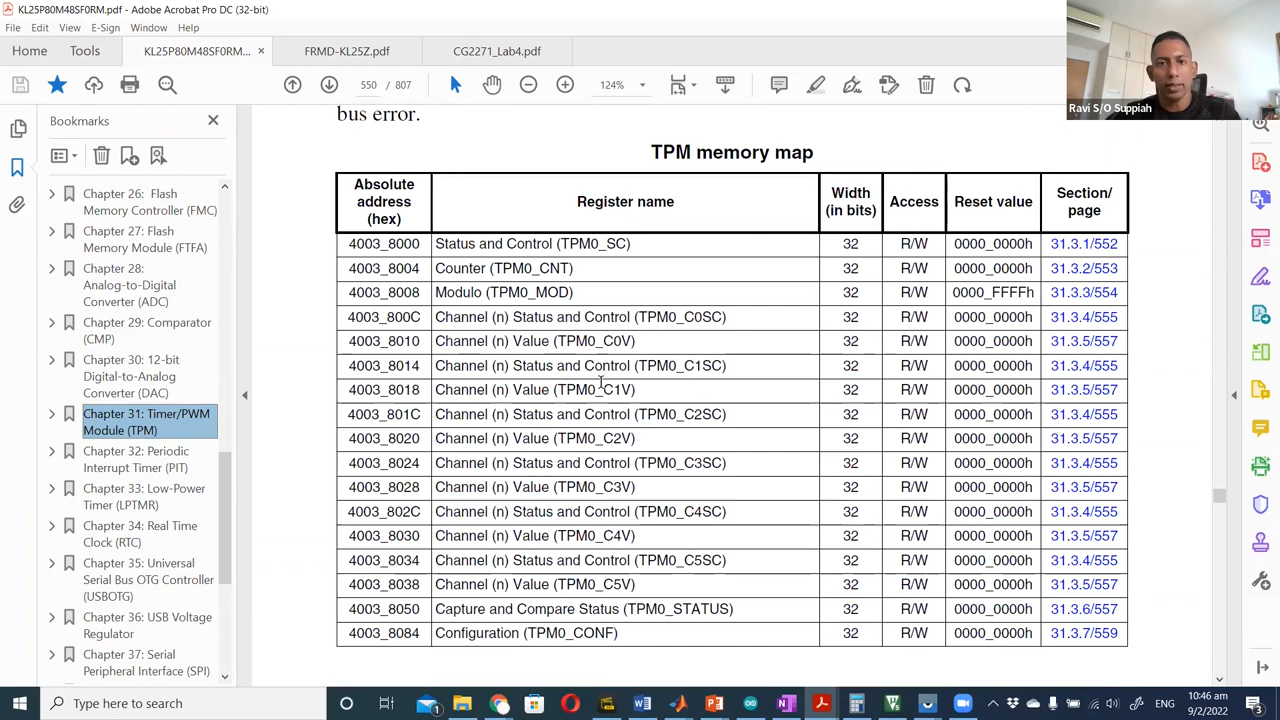 KL25P80M48SF0RM.pdf - Adobe Acrobat Pro DC (32-bit)
File Edit View E-Sign Window Help
Home Tools KL25P80M48SF0RM... × FRMD-KL25Z.pdf CG2271_Lab4.pdf
550 / 807 124%
Ravi S/O Suppiah
Bookmarks
Chapter 26: Flash
Memory Controller (FMC)
Chapter 27: Flash
Memory Module (FTFA)
Chapter 28:
Analog-to-Digital
Converter (ADC)
Chapter 29: Comparator
(CMP)
Chapter 30: 12-bit
Digital-to-Analog
Converter (DAC)
Chapter 31: Timer/PWM
Module (TPM)
Chapter 32: Periodic
Interrupt Timer (PIT)
Chapter 33: Low-Power
Timer (LPTMR)
Chapter 34: Real Time
Clock (RTC)
Chapter 35: Universal
Serial Bus OTG Controller
(USBOTG)
Chapter 36: USB Voltage
Regulator
Chapter 37: Serial
Peripheral Interface (SPI)
bus error.
TPM memory map
Absolute address (hex) Register name Width (in bits) Access Reset value Section/ page
4003_8000 Status and Control (TPM0_SC) 32 R/W 0000_0000h 31.3.1/552
4003_8004 Counter (TPM0_CNT) 32 R/W 0000_0000h 31.3.2/553
4003_8008 Modulo (TPM0_MOD) 32 R/W 0000_FFFFh 31.3.3/554
4003_800C Channel (n) Status and Control (TPM0_C0SC) 32 R/W 0000_0000h 31.3.4/555
4003_8010 Channel (n) Value (TPM0_C0V) 32 R/W 0000_0000h 31.3.5/557
4003_8014 Channel (n) Status and Control (TPM0_C1SC) 32 R/W 0000_0000h 31.3.4/555
4003_8018 Channel (n) Value (TPM0_C1V) 32 R/W 0000_0000h 31.3.5/557
4003_801C Channel (n) Status and Control (TPM0_C2SC) 32 R/W 0000_0000h 31.3.4/555
4003_8020 Channel (n) Value (TPM0_C2V) 32 R/W 0000_0000h 31.3.5/557
4003_8024 Channel (n) Status and Control (TPM0_C3SC) 32 R/W 0000_0000h 31.3.4/555
4003_8028 Channel (n) Value (TPM0_C3V) 32 R/W 0000_0000h 31.3.5/557
4003_802C Channel (n) Status and Control (TPM0_C4SC) 32 R/W 0000_0000h 31.3.4/555
4003_8030 Channel (n) Value (TPM0_C4V) 32 R/W 0000_0000h 31.3.5/557
4003_8034 Channel (n) Status and Control (TPM0_C5SC) 32 R/W 0000_0000h 31.3.4/555
4003_8038 Channel (n) Value (TPM0_C5V) 32 R/W 0000_0000h 31.3.5/557
4003_8050 Capture and Compare Status (TPM0_STATUS) 32 R/W 0000_0000h 31.3.6/557
4003_8084 Configuration (TPM0_CONF) 32 R/W 0000_0000h 31.3.7/559
Type here to search
ENG
10:46 am
9/2/2022
3